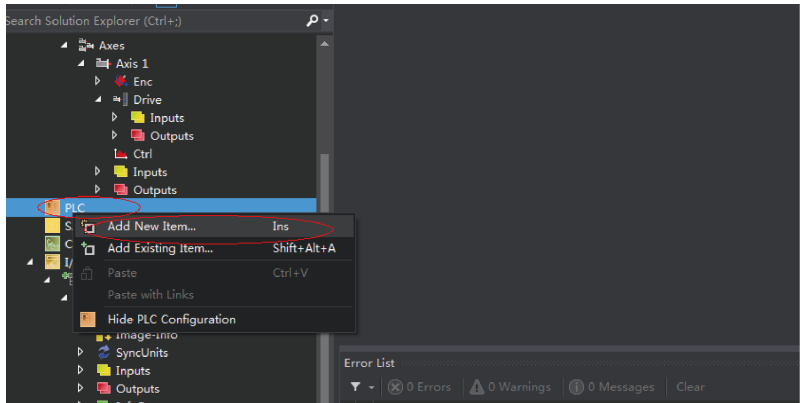 Search Solution Explorer (Ctrl+;)
Axes
Axis 1
Enc
Drive
Inputs
Outputs
Ctrl
Inputs
Outputs
PLC
S
Add New Item... Ins
C
Add Existing Item... Shift+Alt+A
I/
Paste Ctrl+V
Paste with Links
Hide PLC Configuration
Image-Info
SyncUnits
Inputs
Outputs
Error List
0 Errors 0 Warnings 0 Messages Clear